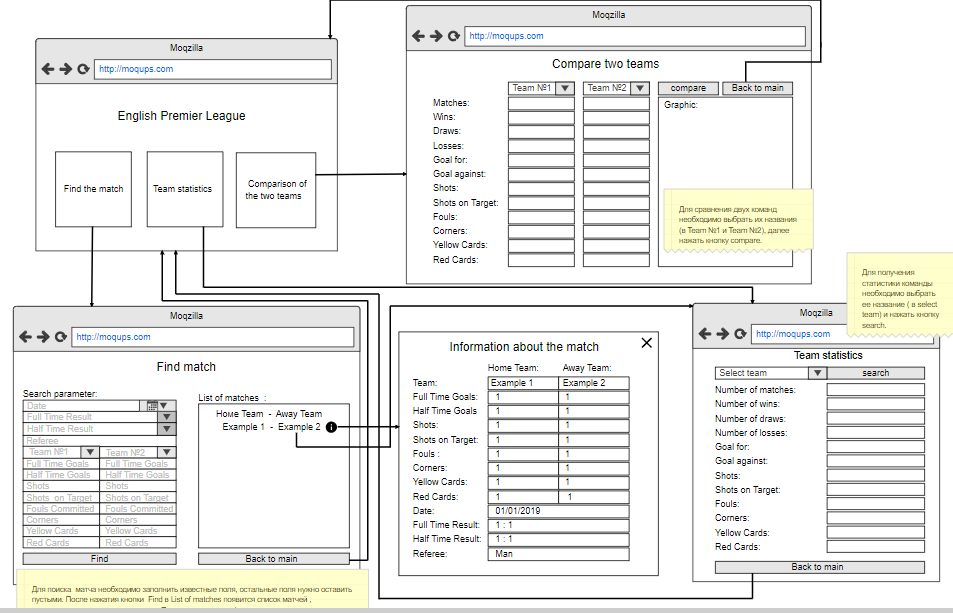 Moqzilla
http://moqups.com
English Premier League
Find the match
Team statistics
Comparison of
the two teams
Moqzilla
http://moqups.com
Compare two teams
Team №1
Team №2
compare
Back to main
Matches:
Wins:
Draws:
Losses:
Goal for:
Goal against:
Shots:
Shots on Target:
Fouls:
Corners:
Yellow Cards:
Red Cards:
Graphic:
Для сравнения двух команд
необходимо выбрать их названия
(в Team №1 и Team №2), далее
нажать кнопку compare.
Для получения
статистики команды
необходимо выбрать
ее название ( в select
team) и нажать кнопку
search.
Moqzilla
http://moqups.com
Find match
Search parameter:
Date
Full Time Result
Half Time Result
Referee
Team №1 Team №2
Full Time Goals Full Time Goals
Half Time Goals Half Time Goals
Shots Shots
Shots on Target Shots on Target
Fouls Committed Fouls Committed
Corners Corners
Yellow Cards Yellow Cards
Red Cards Red Cards
Find
List of matches :
Home Team - Away Team
Example 1 - Example 2
Back to main
Для поиска матча необходимо заполнить известные поля, остальные поля нужно оставить
пустыми. После нажатия кнопки Find в List of matches появится список матчей ,
Information about the match
Home Team: Away Team:
Team: Example 1 Example 2
Full Time Goals: 1 1
Half Time Goals 1 1
Shots: 1 1
Shots on Target: 1 1
Fouls : 1 1
Corners: 1 1
Yellow Cards: 1 1
Red Cards: 1 1
Date: 01/01/2019
Full Time Result: 1 : 1
Half Time Result: 1 : 1
Referee: Man
Moqzilla
http://moqups.com
Team statistics
Select team
search
Number of matches:
Number of wins:
Number of draws:
Number of losses:
Goal for:
Goal against:
Shots:
Shots on Target:
Fouls:
Corners:
Yellow Cards:
Red Cards:
Back to main